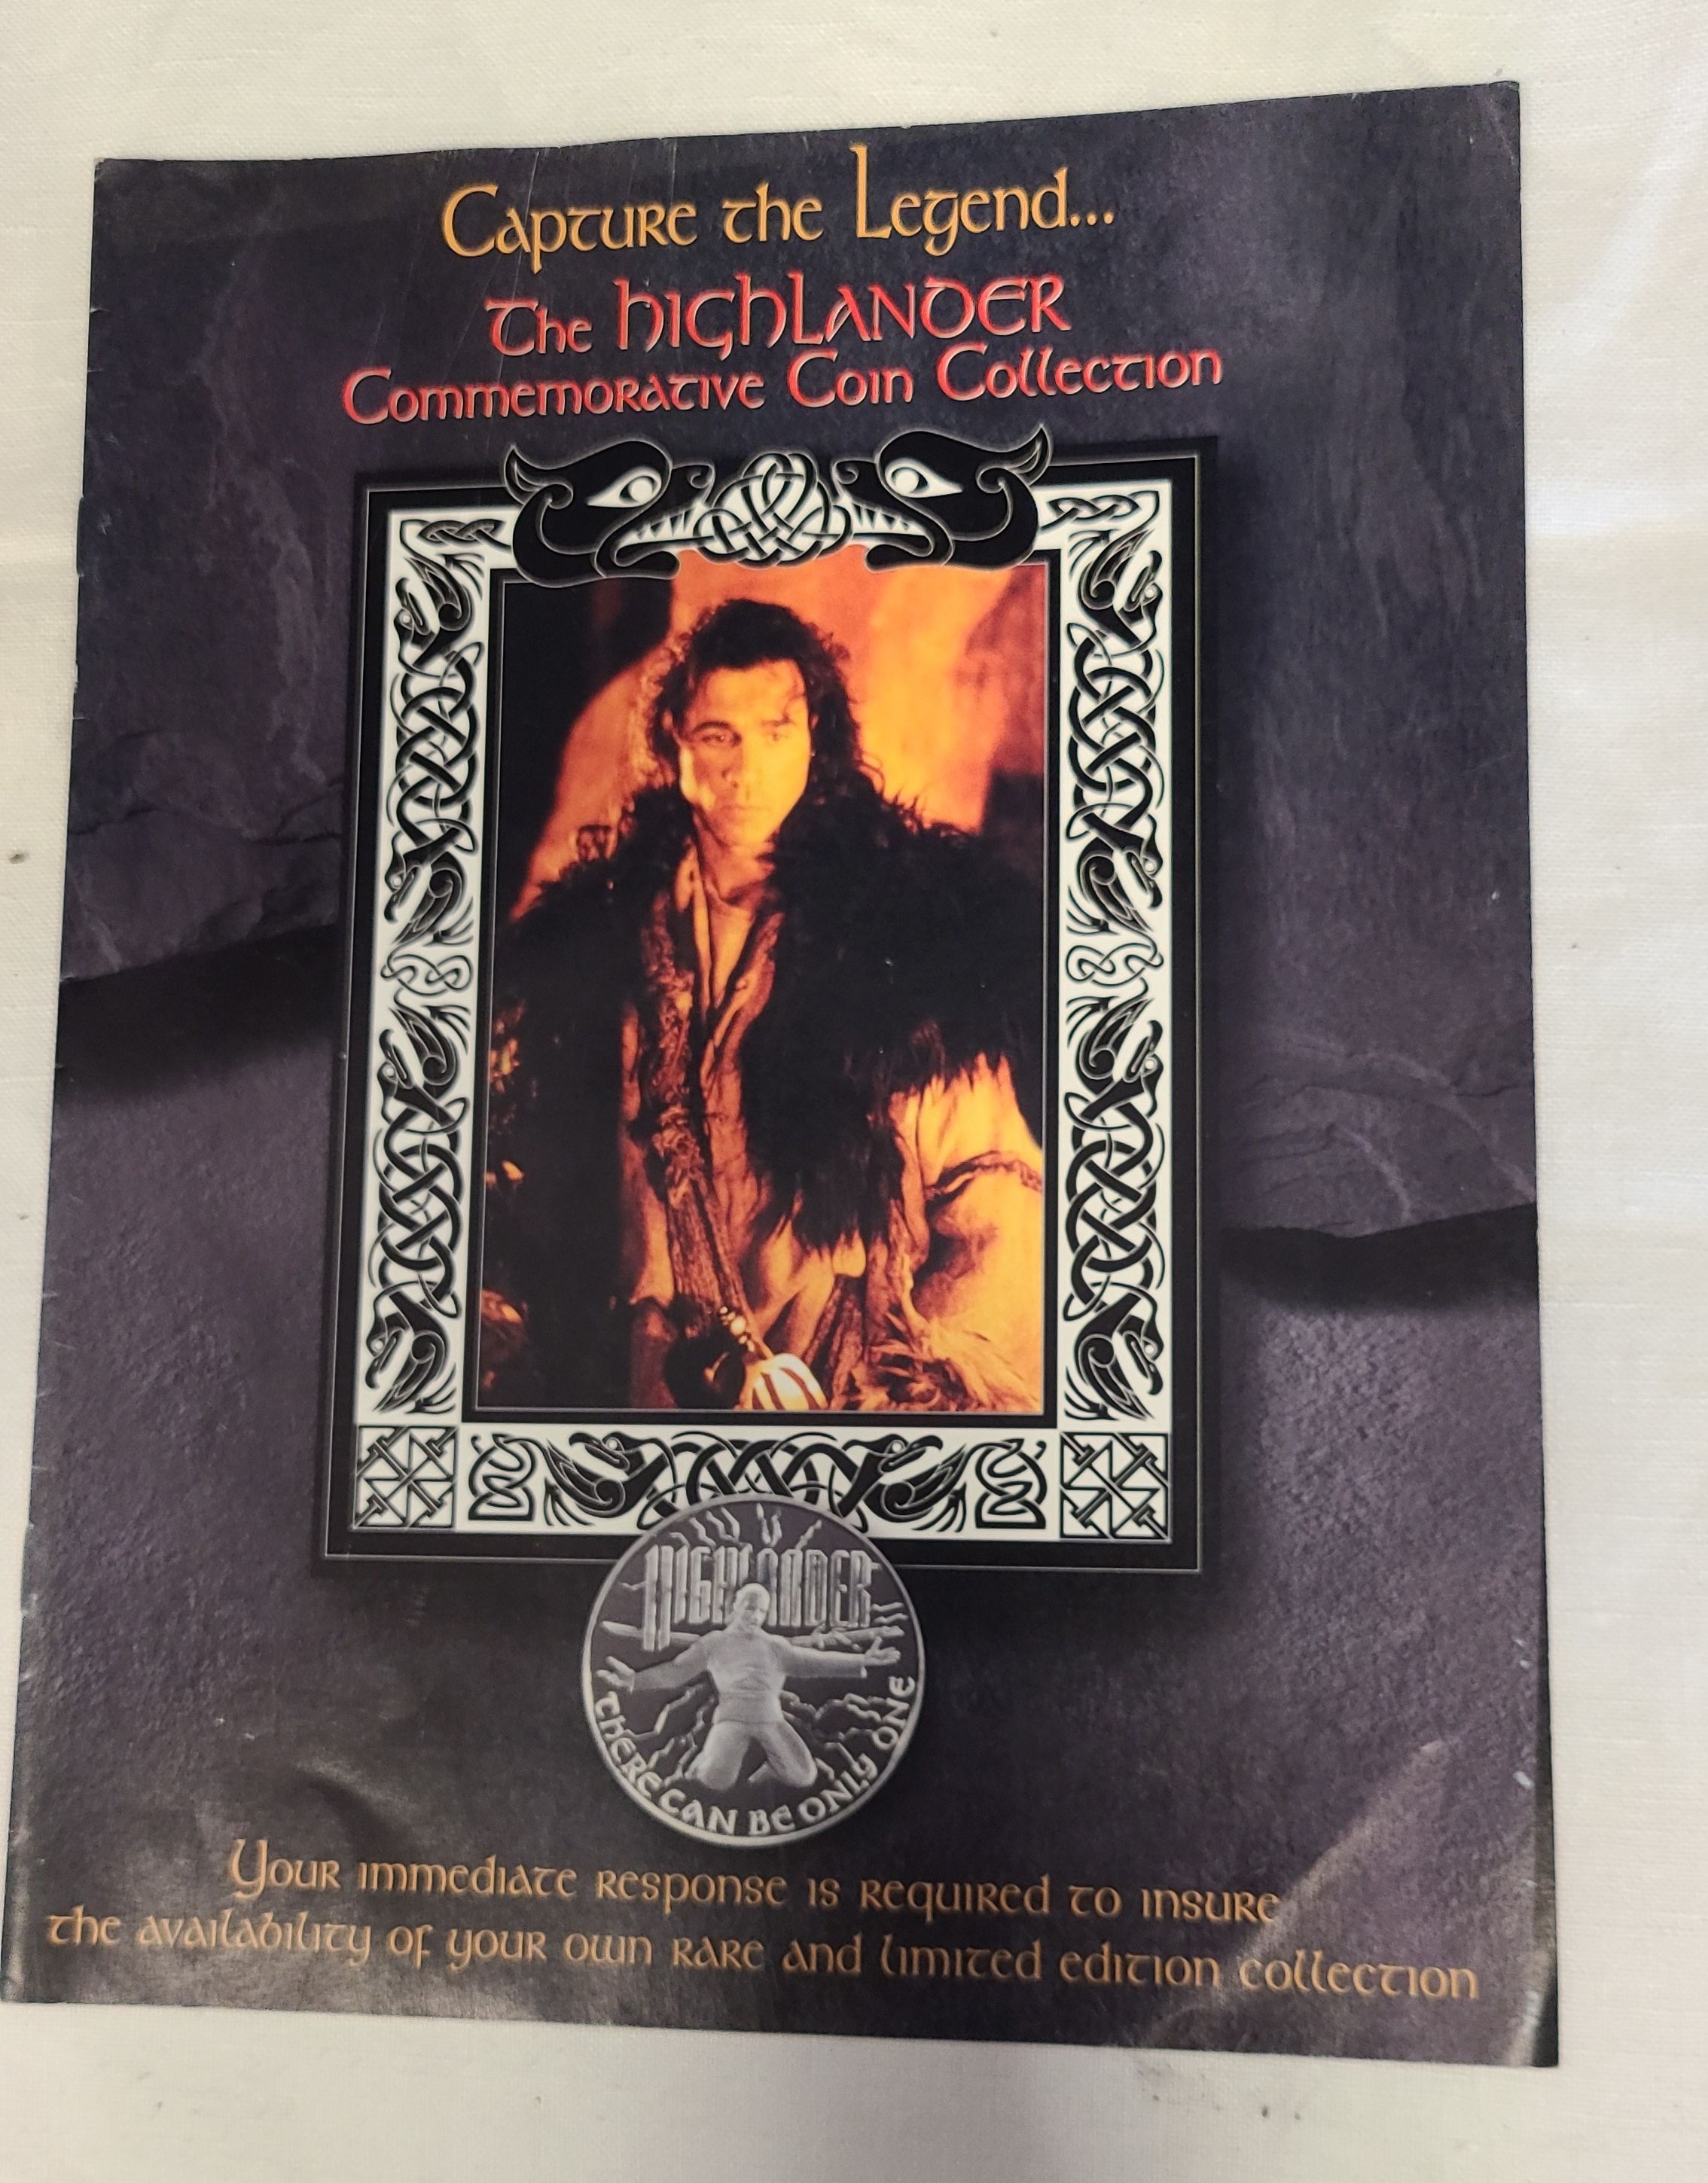 Capture the Legend...
The Highlander
Commemorative Coin Collection
HIGHLANDER
There can be only one
Your immediate response is required to insure
the availability of your own rare and limited edition collection